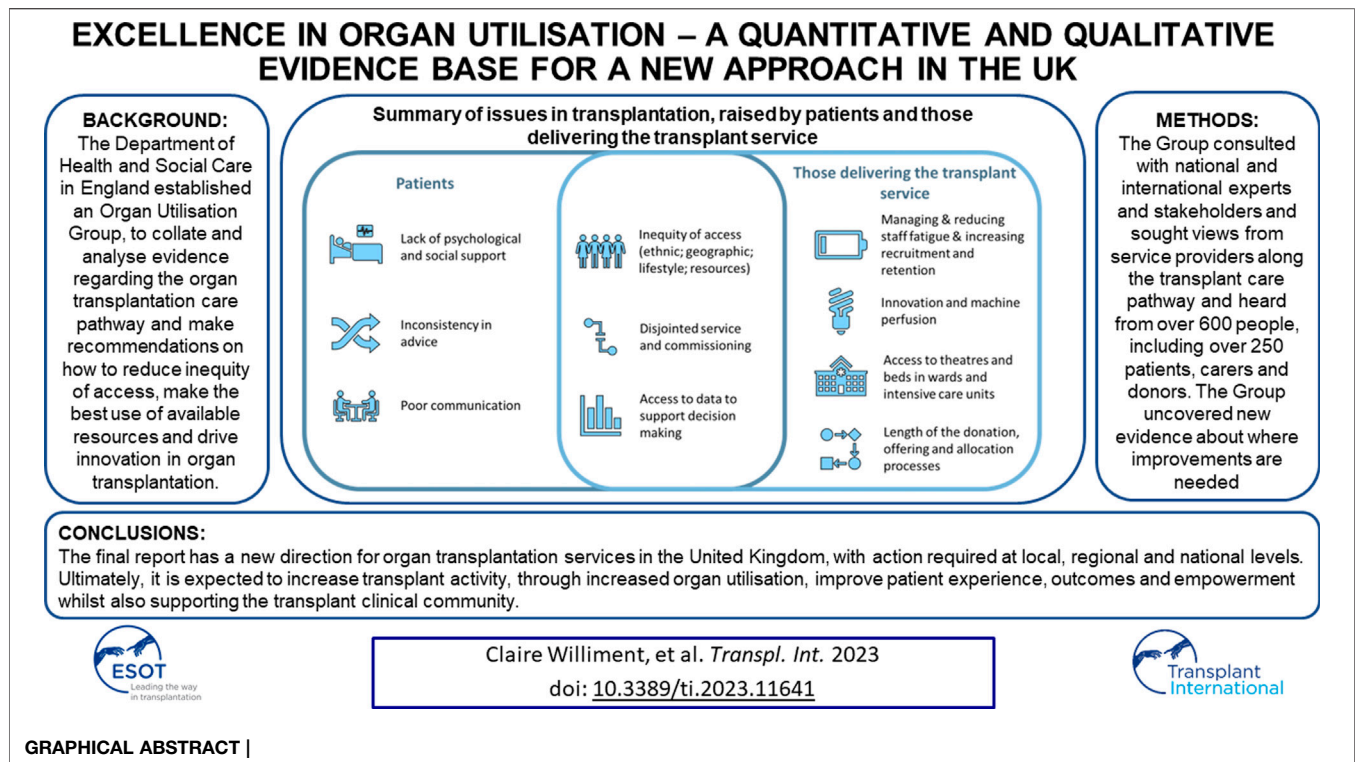 EXCELLENCE IN ORGAN UTILISATION – A QUANTITATIVE AND QUALITATIVE
EVIDENCE BASE FOR A NEW APPROACH IN THE UK
BACKGROUND:
The Department of
Health and Social Care
in England established
an Organ Utilisation
Group, to collate and
analyse evidence
regarding the organ
transplantation care
pathway and make
recommendations on
how to reduce inequity
of access, make the
best use of available
resources and drive
innovation in organ
transplantation.
Summary of issues in transplantation, raised by patients and those
delivering the transplant service
Patients
Lack of psychological
and social support
Inconsistency in
advice
Poor communication
Inequity of access
(ethnic; geographic;
lifestyle; resources)
Disjointed service
and commissioning
Access to data to
support decision
making
Those delivering the transplant
service
Managing & reducing
staff fatigue & increasing
recruitment and
retention
Innovation and machine
perfusion
Access to theatres and
beds in wards and
intensive care units
Length of the donation,
offering and allocation
processes
METHODS:
The Group consulted
with national and
international experts
and stakeholders and
sought views from
service providers along
the transplant care
pathway and heard
from over 600 people,
including over 250
patients, carers and
donors. The Group
uncovered new
evidence about where
improvements are
needed
CONCLUSIONS:
The final report has a new direction for organ transplantation services in the United Kingdom, with action required at local, regional and national levels.
Ultimately, it is expected to increase transplant activity, through increased organ utilisation, improve patient experience, outcomes and empowerment
whilst also supporting the transplant clinical community.
ESOT
Leading the way
in transplantation
Claire Williment, et al. Transpl. Int. 2023
doi: 10.3389/ti.2023.11641
Transplant
International
GRAPHICAL ABSTRACT |